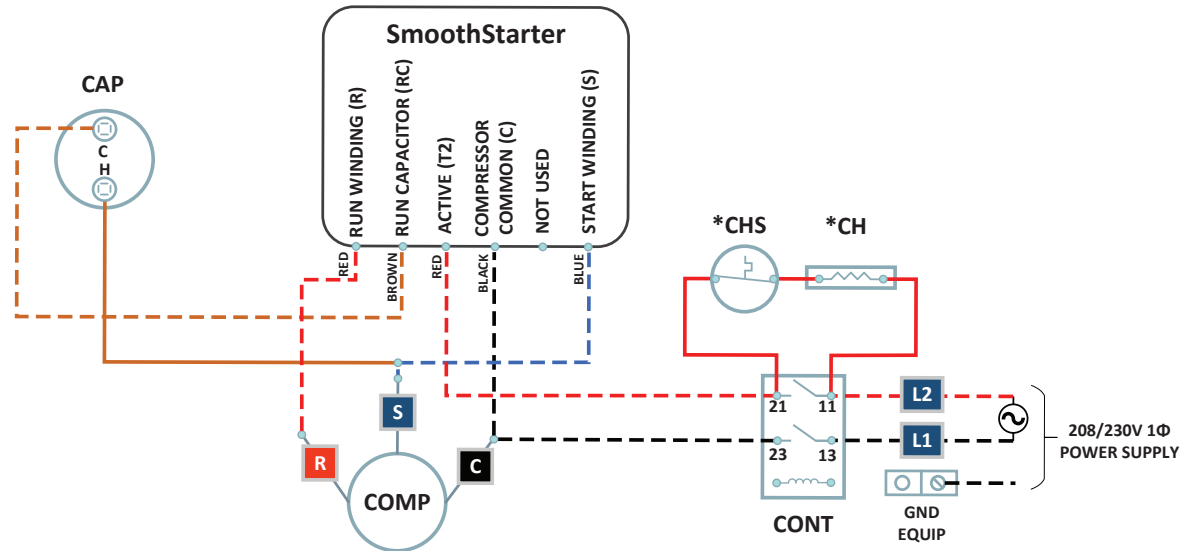 SmoothStarter
CAP
C
H
RUN WINDING (R)
RUN CAPACITOR (RC)
ACTIVE (T2)
COMPRESSOR
COMMON (C)
NOT USED
START WINDING (S)
RED
BROWN
RED
BLACK
BLUE
*CHS
*CH
S
R
C
COMP
21
11
23
13
CONT
L2
L1
GND
EQUIP
208/230V 1Φ
POWER SUPPLY